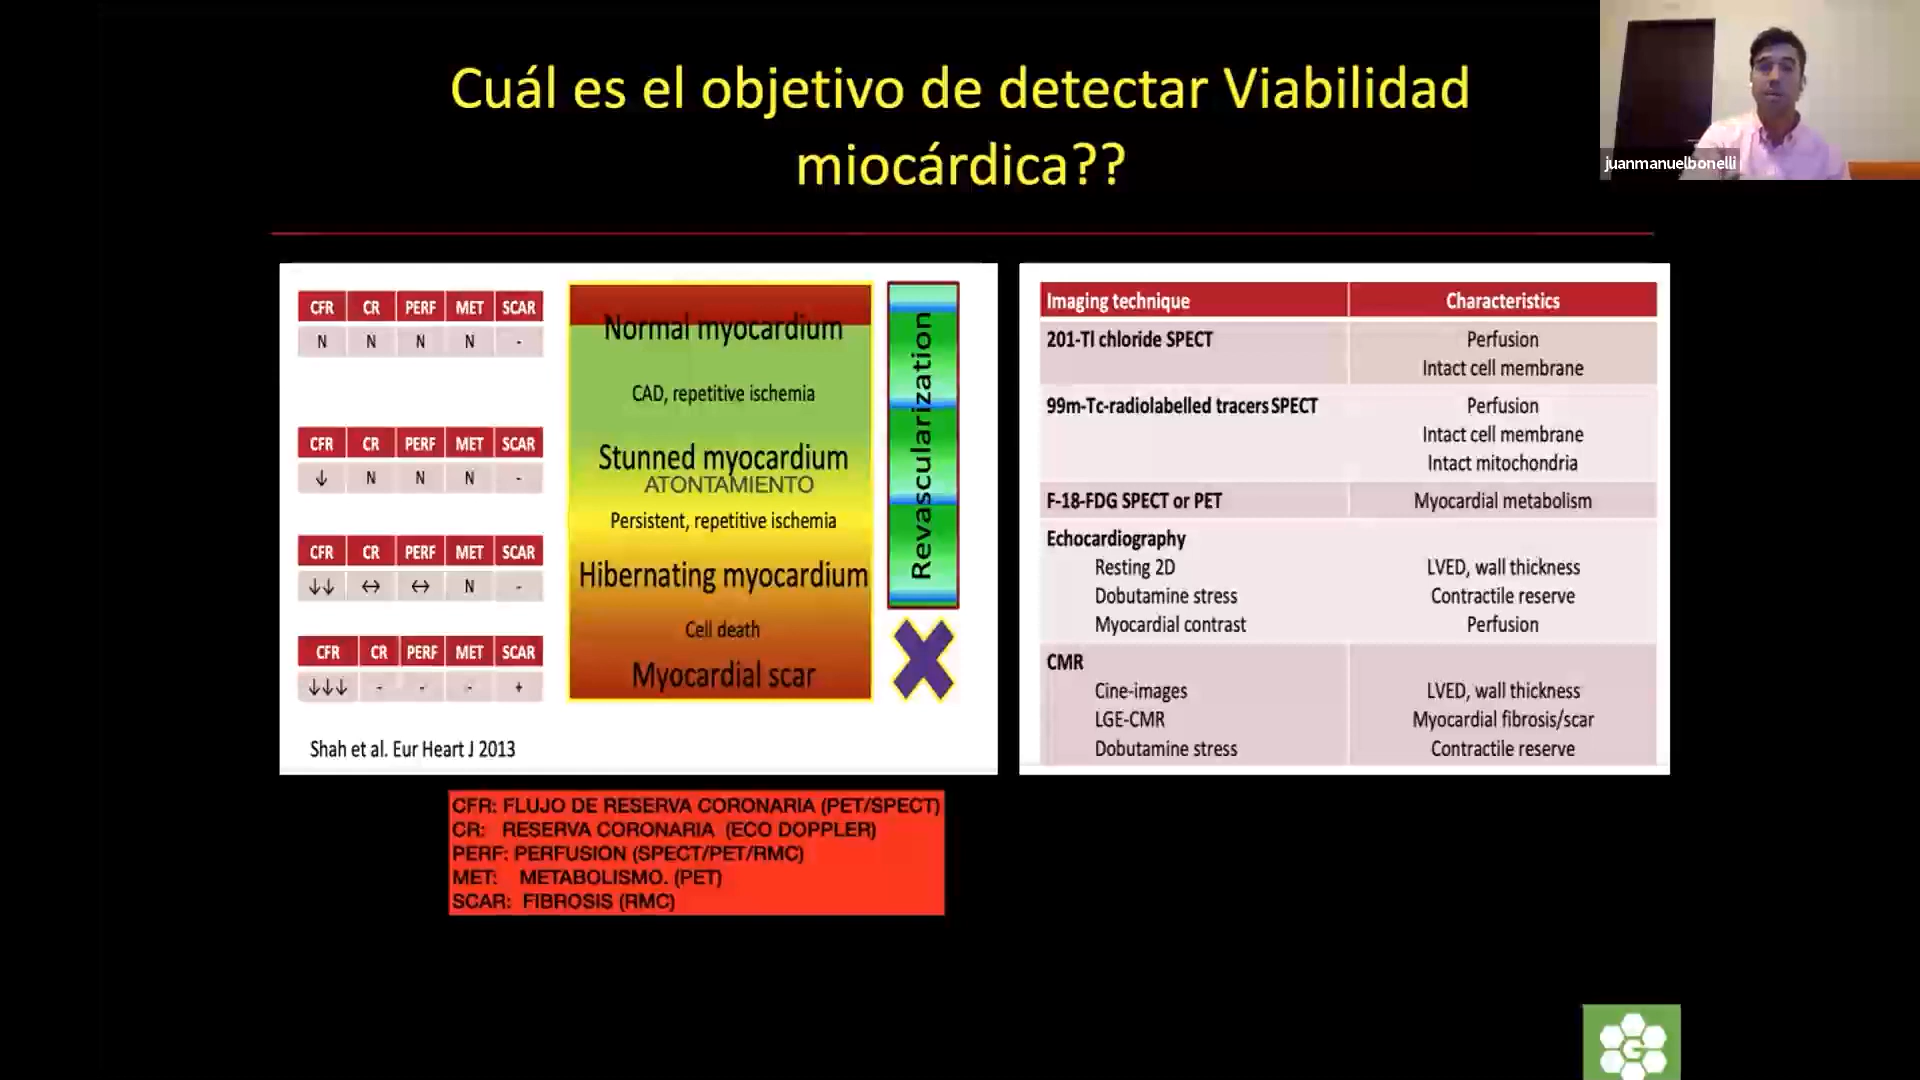 Cuál es el objetivo de detectar Viabilidad
miocárdica??
juanmanuelbonelli
CFR CR PERF MET SCAR
N N N N -
CFR CR PERF MET SCAR
↓ N N N -
CFR CR PERF MET SCAR
↓↓ ↔ ↔ N -
CFR CR PERF MET SCAR
↓↓↓ - - - +
Shah et al. Eur Heart J 2013
Normal myocardium
CAD, repetitive ischemia
Stunned myocardium
ATONTAMIENTO
Persistent, repetitive ischemia
Hibernating myocardium
Cell death
Myocardial scar
Revascularization
Imaging technique Characteristics
201-Tl chloride SPECT Perfusion
Intact cell membrane
99m-Tc-radiolabelled tracers SPECT Perfusion
Intact cell membrane
Intact mitochondria
F-18-FDG SPECT or PET Myocardial metabolism
Echocardiography
Resting 2D LVED, wall thickness
Dobutamine stress Contractile reserve
Myocardial contrast Perfusion
CMR
Cine-images LVED, wall thickness
LGE-CMR Myocardial fibrosis/scar
Dobutamine stress Contractile reserve
CFR: FLUJO DE RESERVA CORONARIA (PET/SPECT)
CR: RESERVA CORONARIA (ECO DOPPLER)
PERF: PERFUSION (SPECT/PET/RMC)
MET: METABOLISMO. (PET)
SCAR: FIBROSIS (RMC)
G